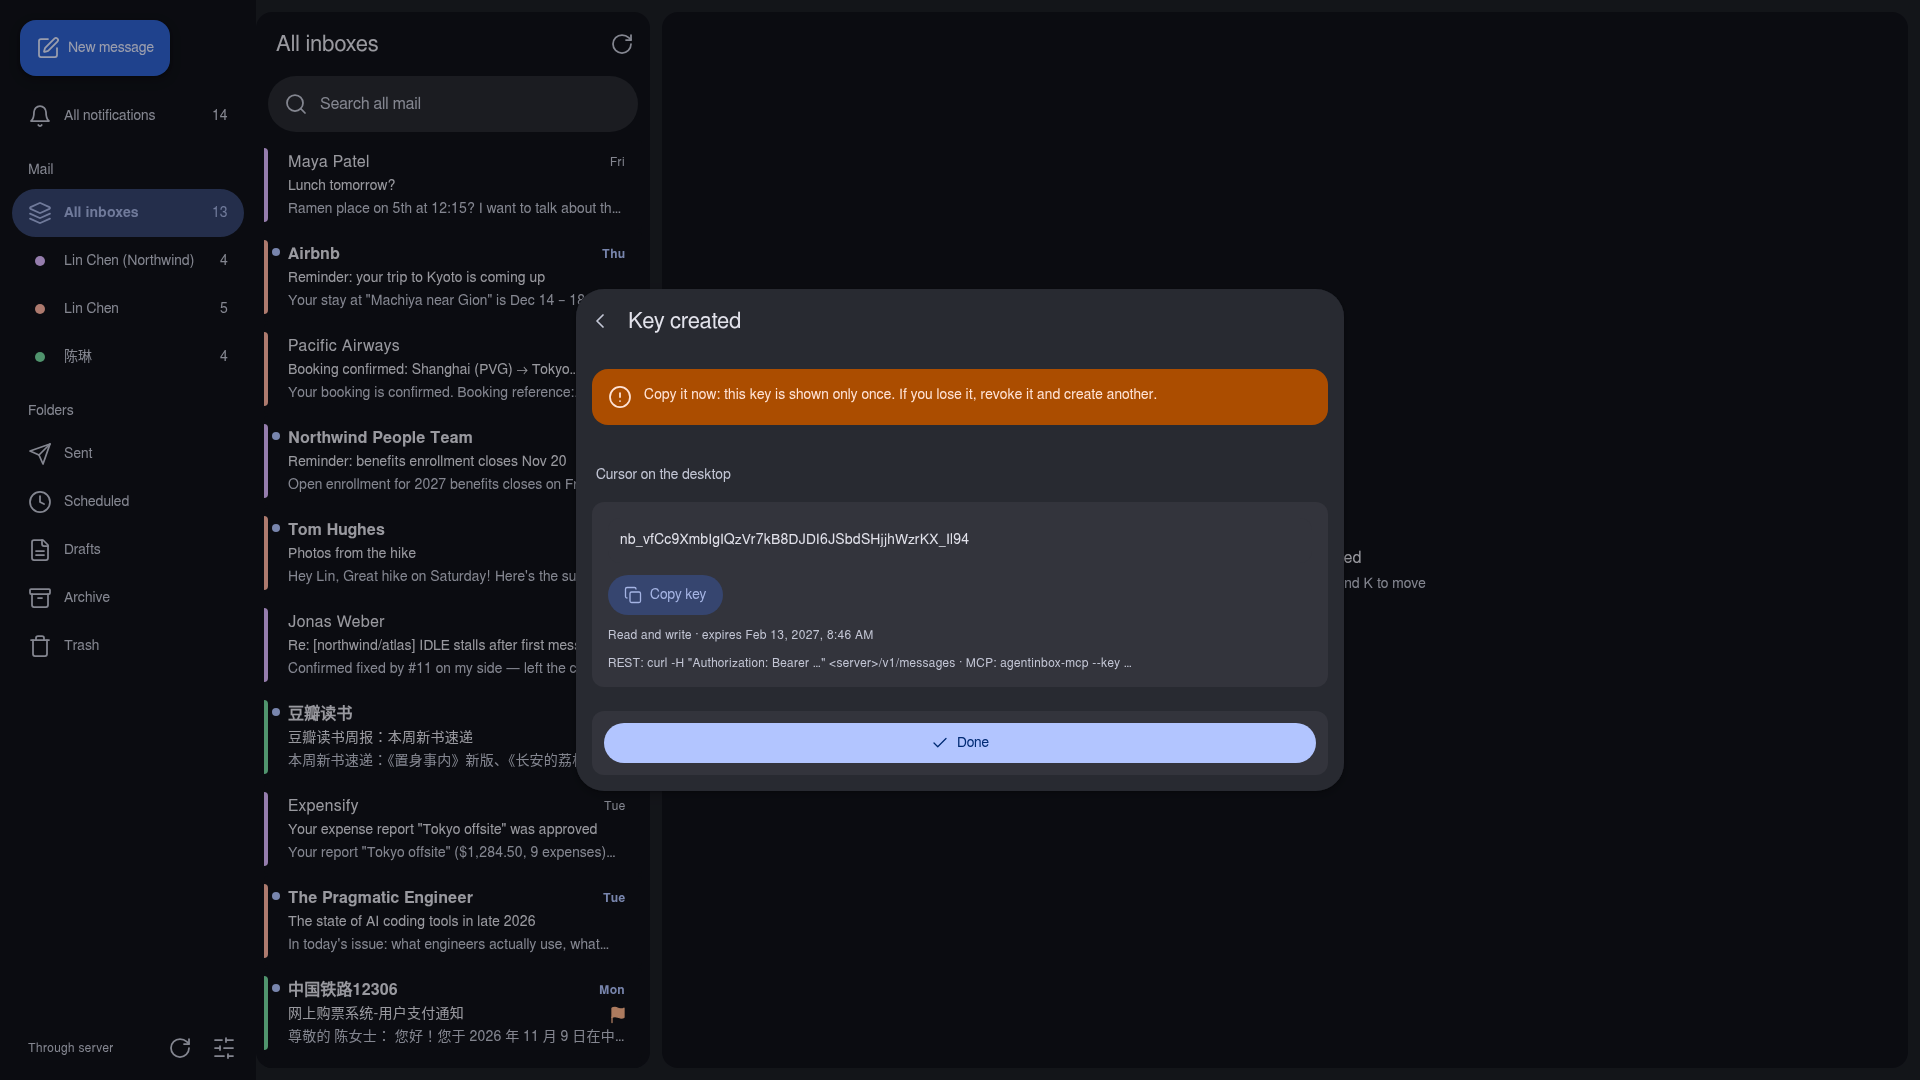 New message
All notifications 14
Mail
All inboxes 13
Lin Chen (Northwind) 4
Lin Chen 5
陈琳 4
Folders
Sent
Scheduled
Drafts
Archive
Trash
Through server
All inboxes
Search all mail
Maya Patel Fri
Lunch tomorrow?
Ramen place on 5th at 12:15? I want to talk about th...
Airbnb Thu
Reminder: your trip to Kyoto is coming up
Your stay at "Machiya near Gion" is Dec 14 – 18
Pacific Airways
Booking confirmed: Shanghai (PVG) → Tokyo...
Your booking is confirmed. Booking reference:
Northwind People Team
Reminder: benefits enrollment closes Nov 20
Open enrollment for 2027 benefits closes on Fr
Tom Hughes
Photos from the hike
Hey Lin, Great hike on Saturday! Here's the su
Jonas Weber
Re: [northwind/atlas] IDLE stalls after first mess
Confirmed fixed by #11 on my side — left the c
豆瓣读书
豆瓣读书周报：本周新书速递
本周新书速递：《置身事内》新版、《长安的荔枝
Expensify Tue
Your expense report "Tokyo offsite" was approved
Your report "Tokyo offsite" ($1,284.50, 9 expenses)...
The Pragmatic Engineer Tue
The state of AI coding tools in late 2026
In today's issue: what engineers actually use, what...
中国铁路12306 Mon
网上购票系统-用户支付通知
尊敬的 陈女士： 您好！您于 2026 年 11 月 9 日在中...
Key created
Copy it now: this key is shown only once. If you lose it, revoke it and create another.
Cursor on the desktop
Copy key
Read and write · expires Feb 13, 2027, 8:46 AM
REST: curl -H "Authorization: Bearer ..." <server>/v1/messages · MCP: agentinbox-mcp --key ...
Done
ed
nd K to move